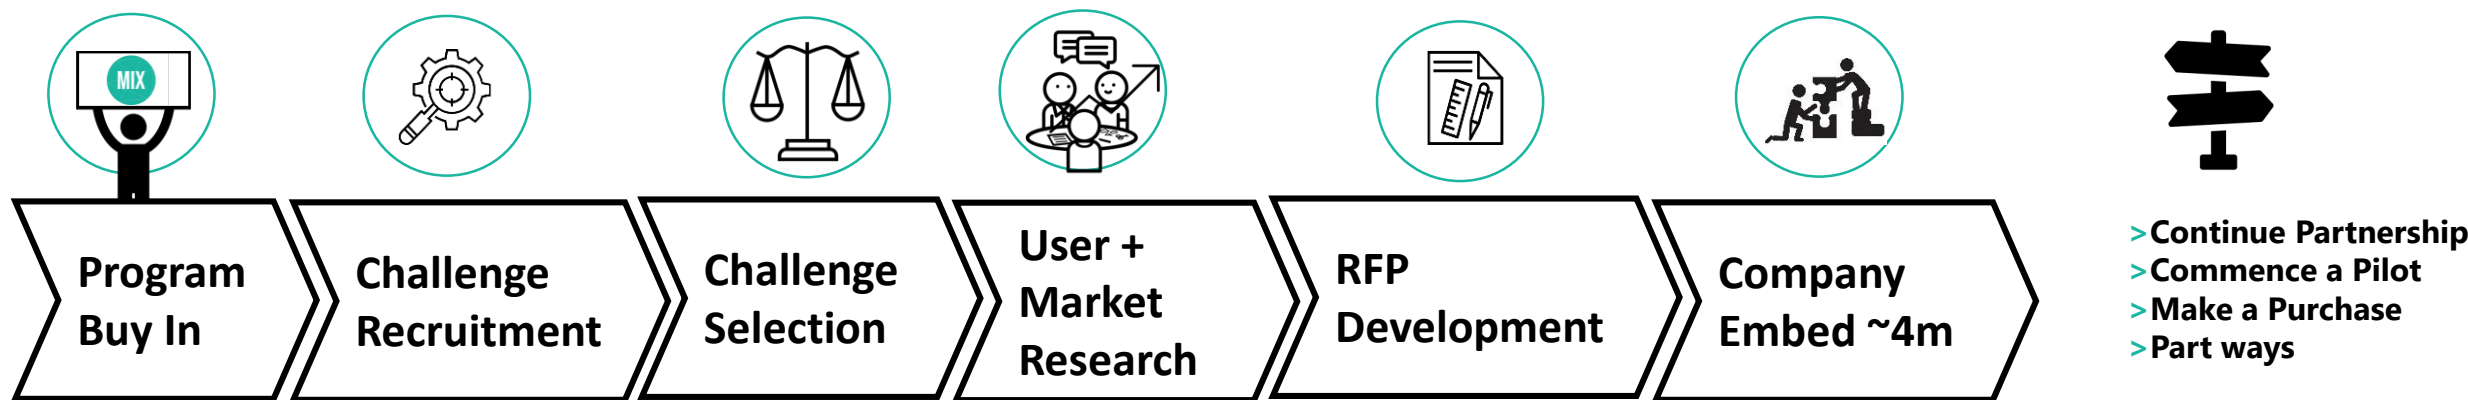 MIX
Program
Buy In
Challenge
Recruitment
Challenge
Selection
User +
Market
Research
RFP
Development
Company
Embed ~4m
>Continue Partnership
>Commence a Pilot
>Make a Purchase
>Part ways